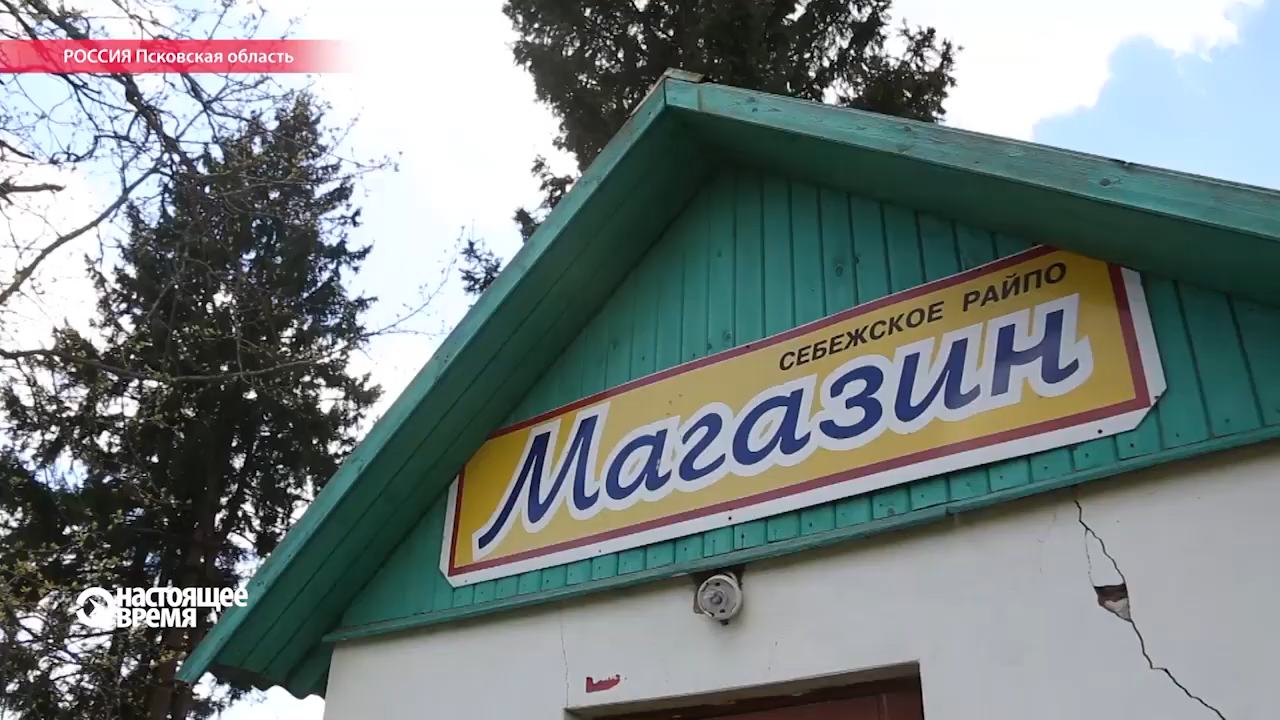 РОССИЯ Псковская область
СЕБЕЖСКОЕ РАЙПО
Магазин
НАСТОЯЩЕЕ
ВРЕМЯ